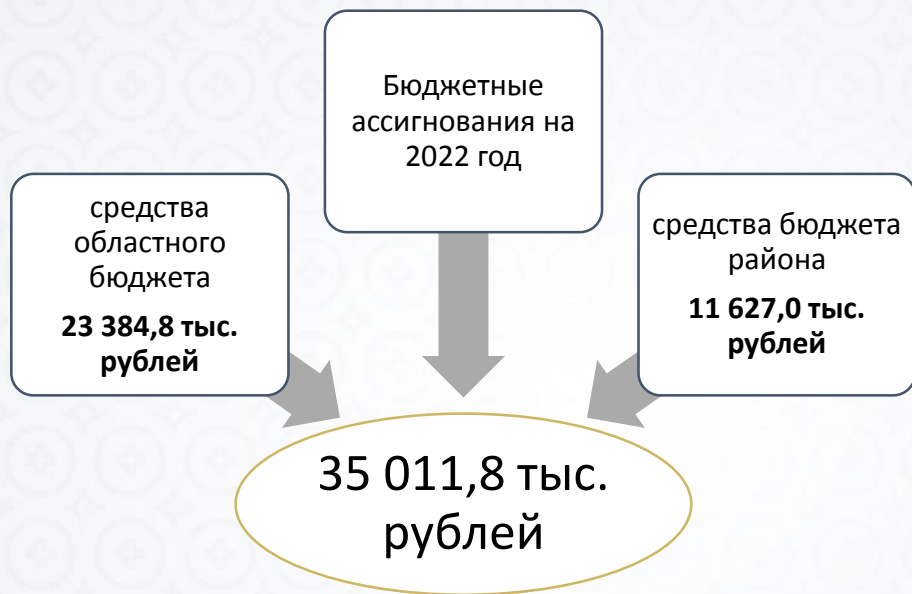 Бюджетные
ассигнования на
2022 год
средства
областного
бюджета
23 384,8 тыс.
рублей
средства бюджета
района
11 627,0 тыс.
рублей
35 011,8 тыс.
рублей